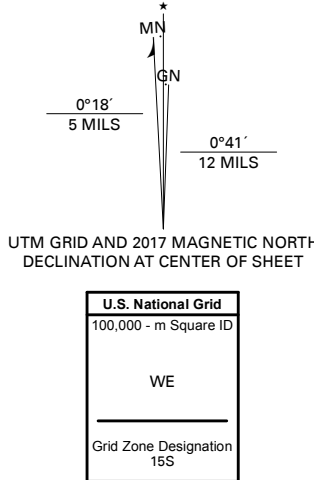 ★
MN
GN
0°18´
5 MILS
0°41´
12 MILS
UTM GRID AND 2017 MAGNETIC NORTH
DECLINATION AT CENTER OF SHEET
U.S. National Grid
100,000 - m Square ID
WE
Grid Zone Designation
15S